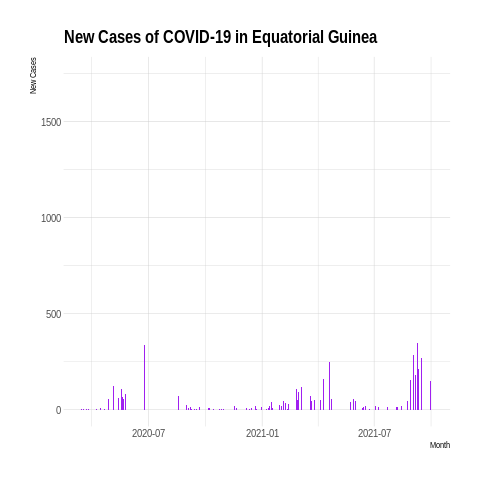 New Cases of COVID-19 in Equatorial Guinea
New Cases
1500
1000
500
0
2020-07
2021-01
2021-07
Month